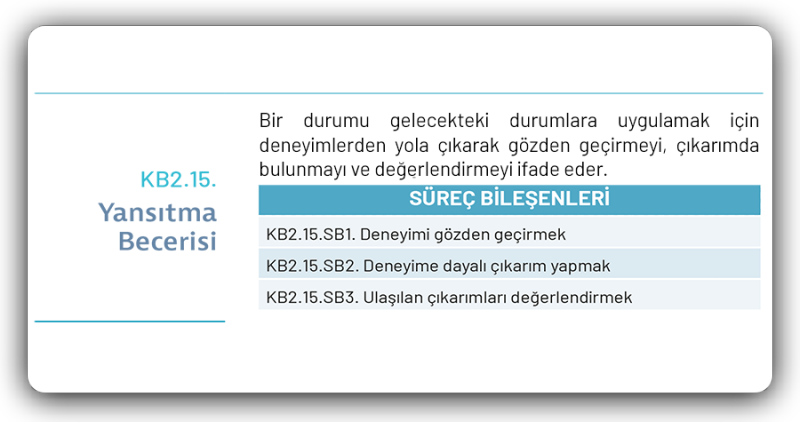 KB2.15.
Yansıtma
Becerisi
Bir durumu gelecekteki durumlara uygulamak için
deneyimlerden yola çıkarak gözden geçirmeyi, çıkarımda
bulunmayı ve değerlendirmeyi ifade eder.
SÜREÇ BİLEŞENLERİ
KB2.15.SB1. Deneyimi gözden geçirmek
KB2.15.SB2. Deneyime dayalı çıkarım yapmak
KB2.15.SB3. Ulaşılan çıkarımları değerlendirmek